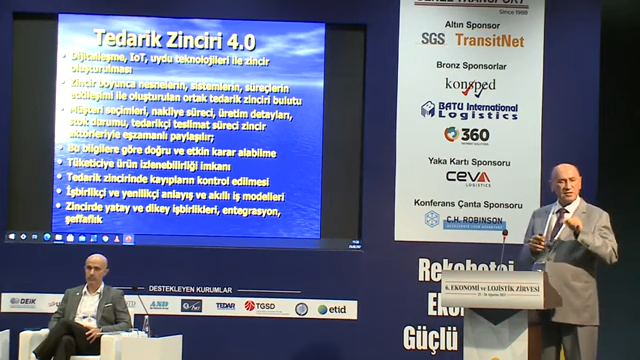 Tedarik Zinciri 4.0
Dijitalleşme, IoT, uydu teknolojileri ile zincir
oluşturulması
Zincir boyunca nesnelerin, sistemlerin, süreçlerin
etkileşimi ile oluşturulan ortak tedarik zinciri bulutu
Müşteri seçimleri, nakliye süreci, üretim detayları,
stok durumu, tedarikçi teslimat süreci zincir
aktörleriyle eşzamanlı paylaşılır;
Bu bilgilere göre doğru ve etkin karar alabilme
Tüketiciye ürün izlenebilirliği imkanı
Tedarik zincirinde kayıpların kontrol edilmesi
İşbirlikçi ve yenilikçi anlayış ve akıllı iş modelleri
Zincirde yatay ve dikey işbirlikleri, entegrasyon,
şeffaflık
TRANSPORT
Since 1968
Altın Sponsor
SGS TransitNet
Bronz Sponsorlar
konsped
BATU International
Logistics
360
Yaka Kartı Sponsoru
CEVA
LOGISTICS
Konferans Çanta Sponsoru
C.H. ROBINSON
6. EKONOMİ ve LOJİSTİK ZİRVESİ
Rekabetçi
Güçlü
DESTEKLEYEN KURUMLAR
DEİK
AND
TEDAR
TGSD
etid